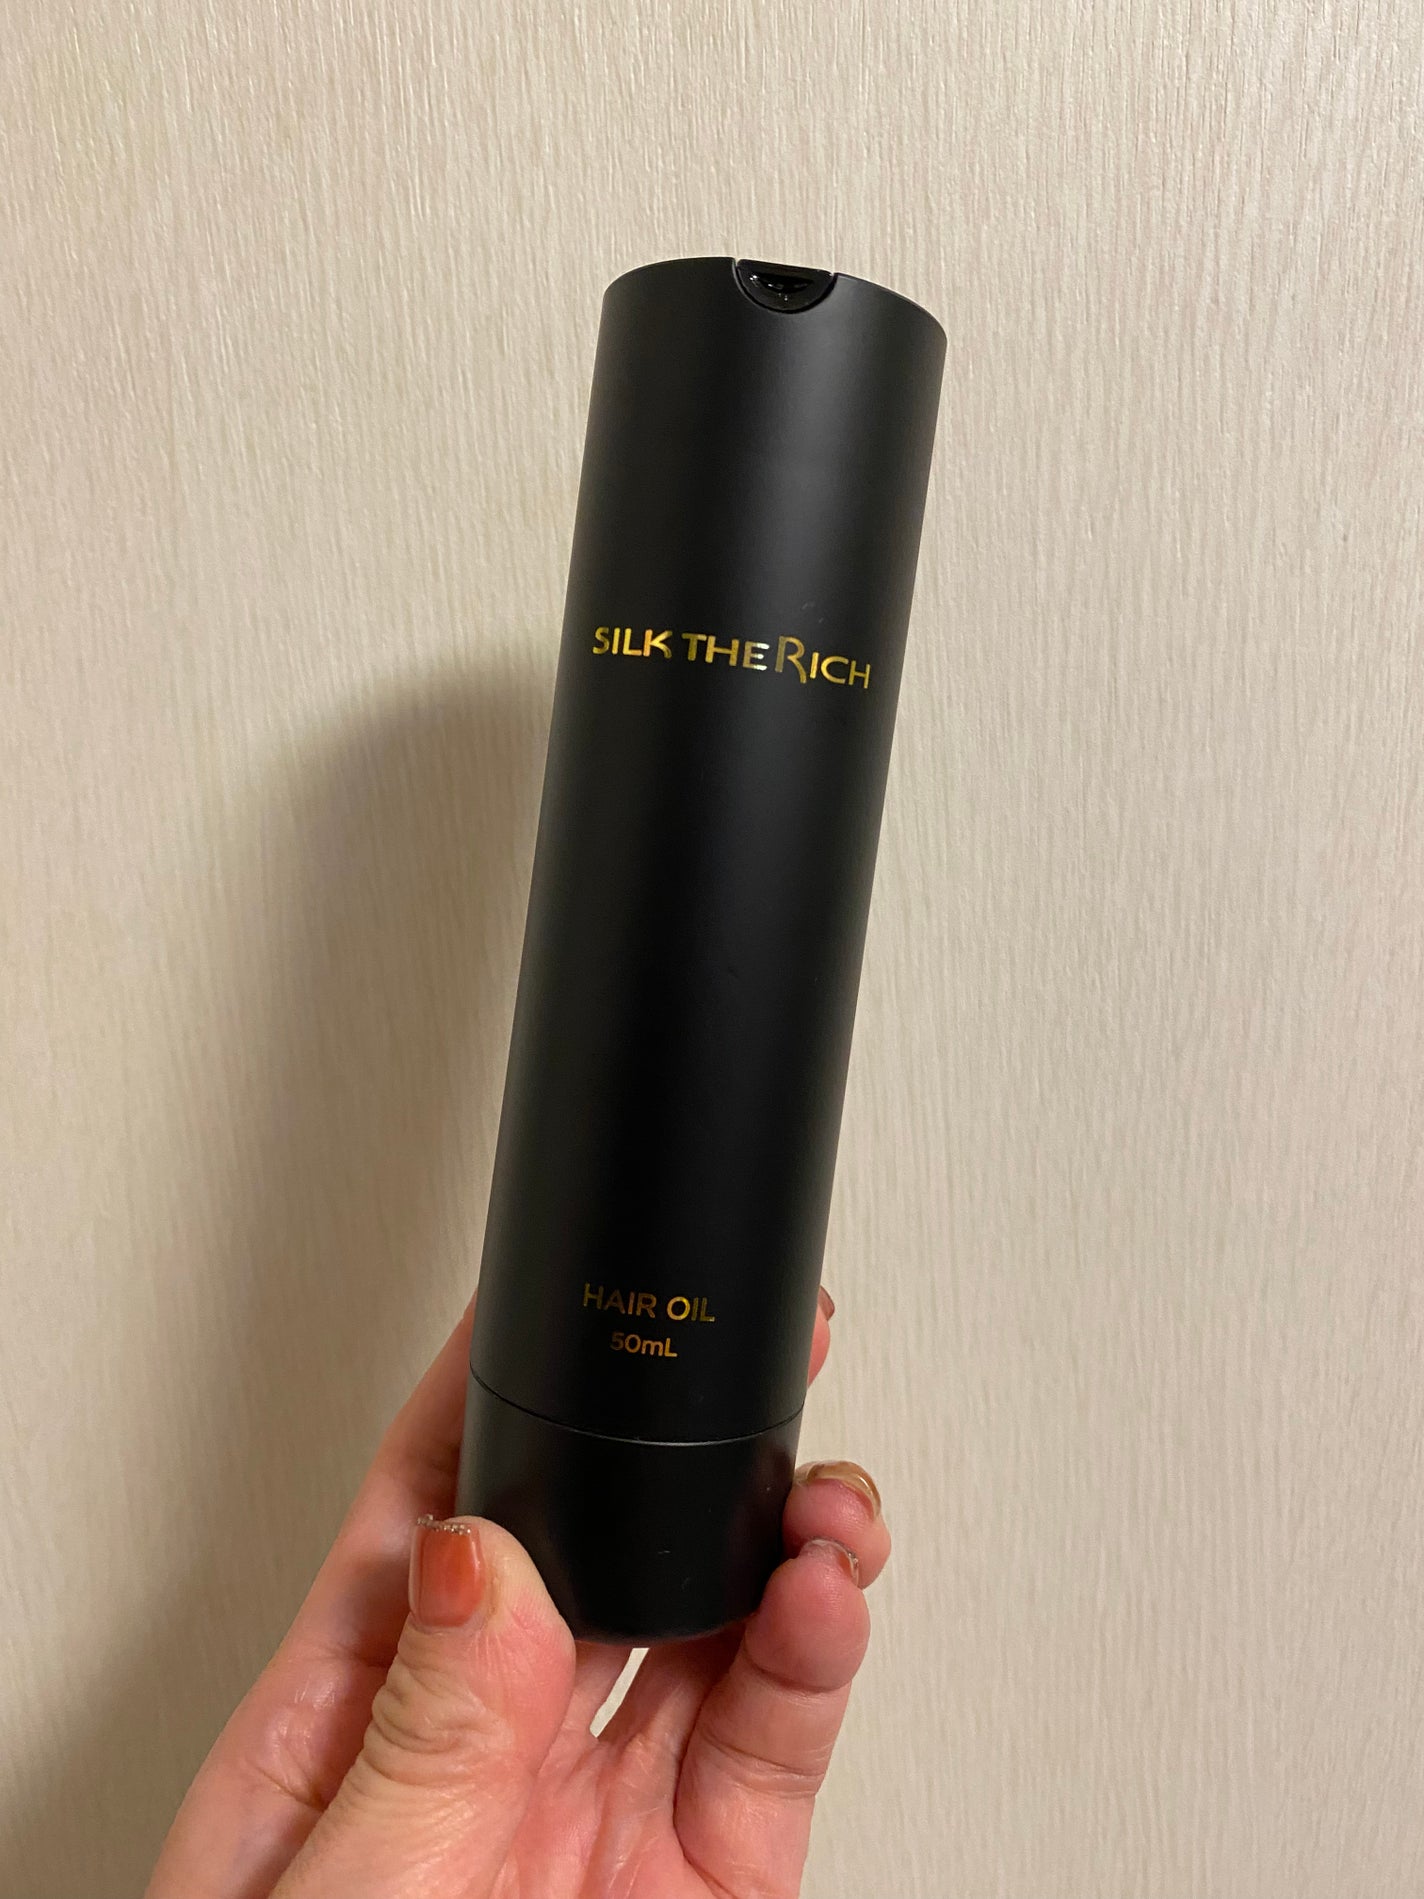 SILK THE RICH
HAIR OIL
50mL